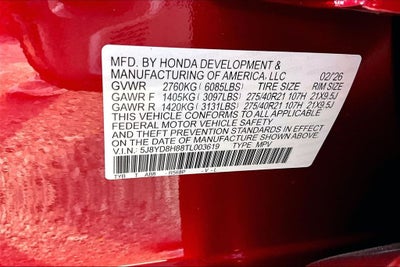 MFD. BY HONDA DEVELOPMENT &
MANUFACTURING OF AMERICA, LLC 02/26
GVWR 2760KG(6085LBS) TIRE SIZE RIM SIZE
GAWR F 1405KG(3097LBS) 275/40R21 107H 21X9.5J
GAWR R 1420KG(3131LBS) 275/40R21 107H 21X9.5J
THIS VEHICLE CONFORMS TO ALL APPLICABLE
FEDERAL MOTOR VEHICLE SAFETY
AND THEFT PREVENTION STANDARDS IN EFFECT
ON THE DATE OF MANUFACTURE SHOWN ABOVE.
V.I.N.: 5J8YD8H88TL003619 TYPE: MPV
TYB -V-L